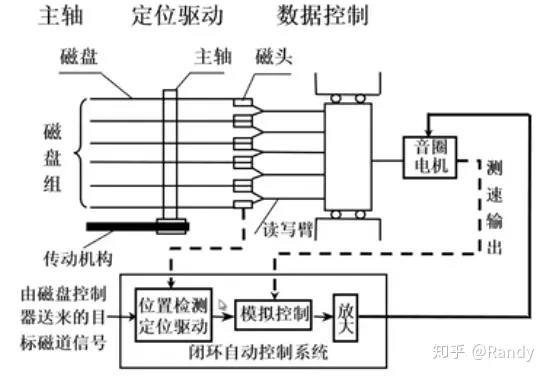 主轴 定位驱动 数据控制
磁盘 主轴 磁头
磁盘组
音圈
电机
测速输出
读写臂
传动机构
由磁盘控制
器送来的目
标磁道信号
位置检测
定位驱动
模拟控制
放大
闭环自动控制系统
知乎 @Randy